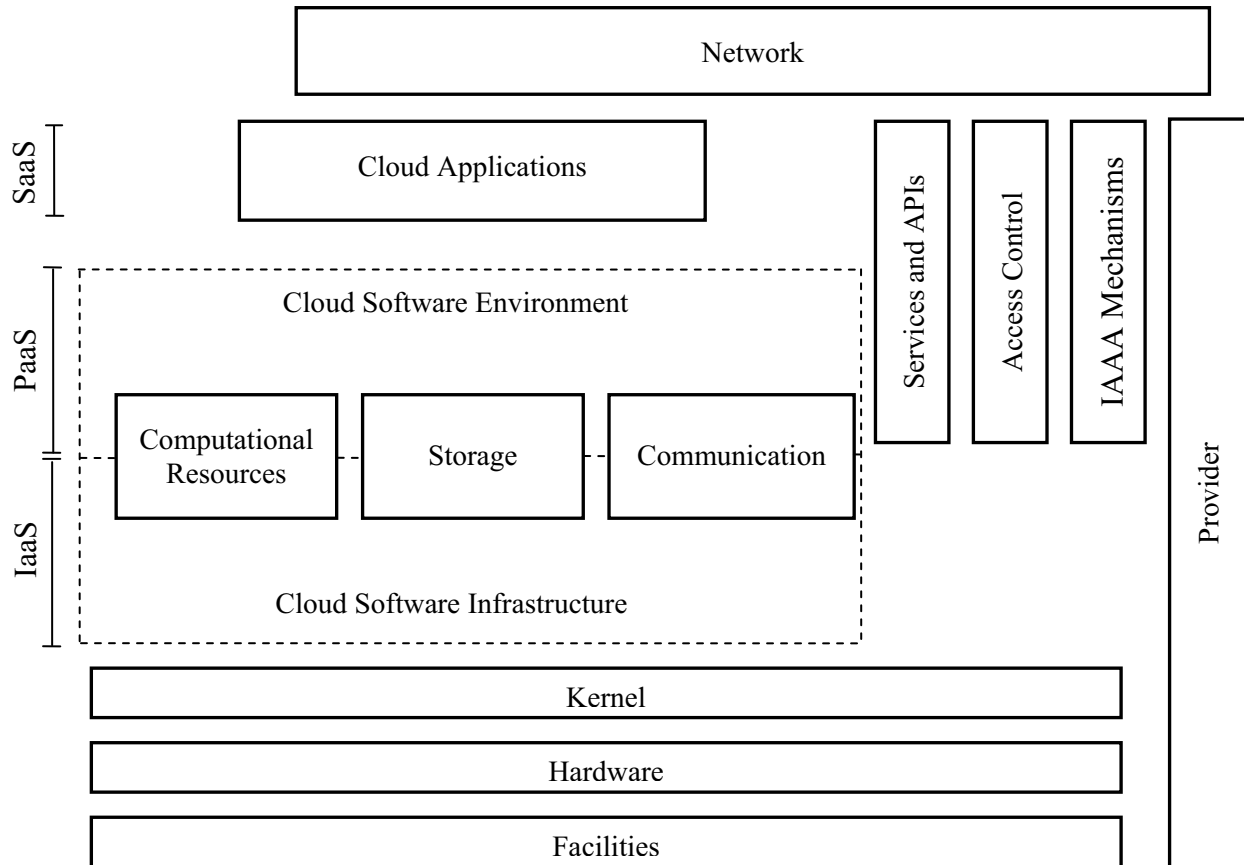 Network
SaaS
Cloud Applications
Services and APIs
Access Control
IAAA Mechanisms
Provider
PaaS
Cloud Software Environment
Computational
Resources
Storage
Communication
IaaS
Cloud Software Infrastructure
Kernel
Hardware
Facilities